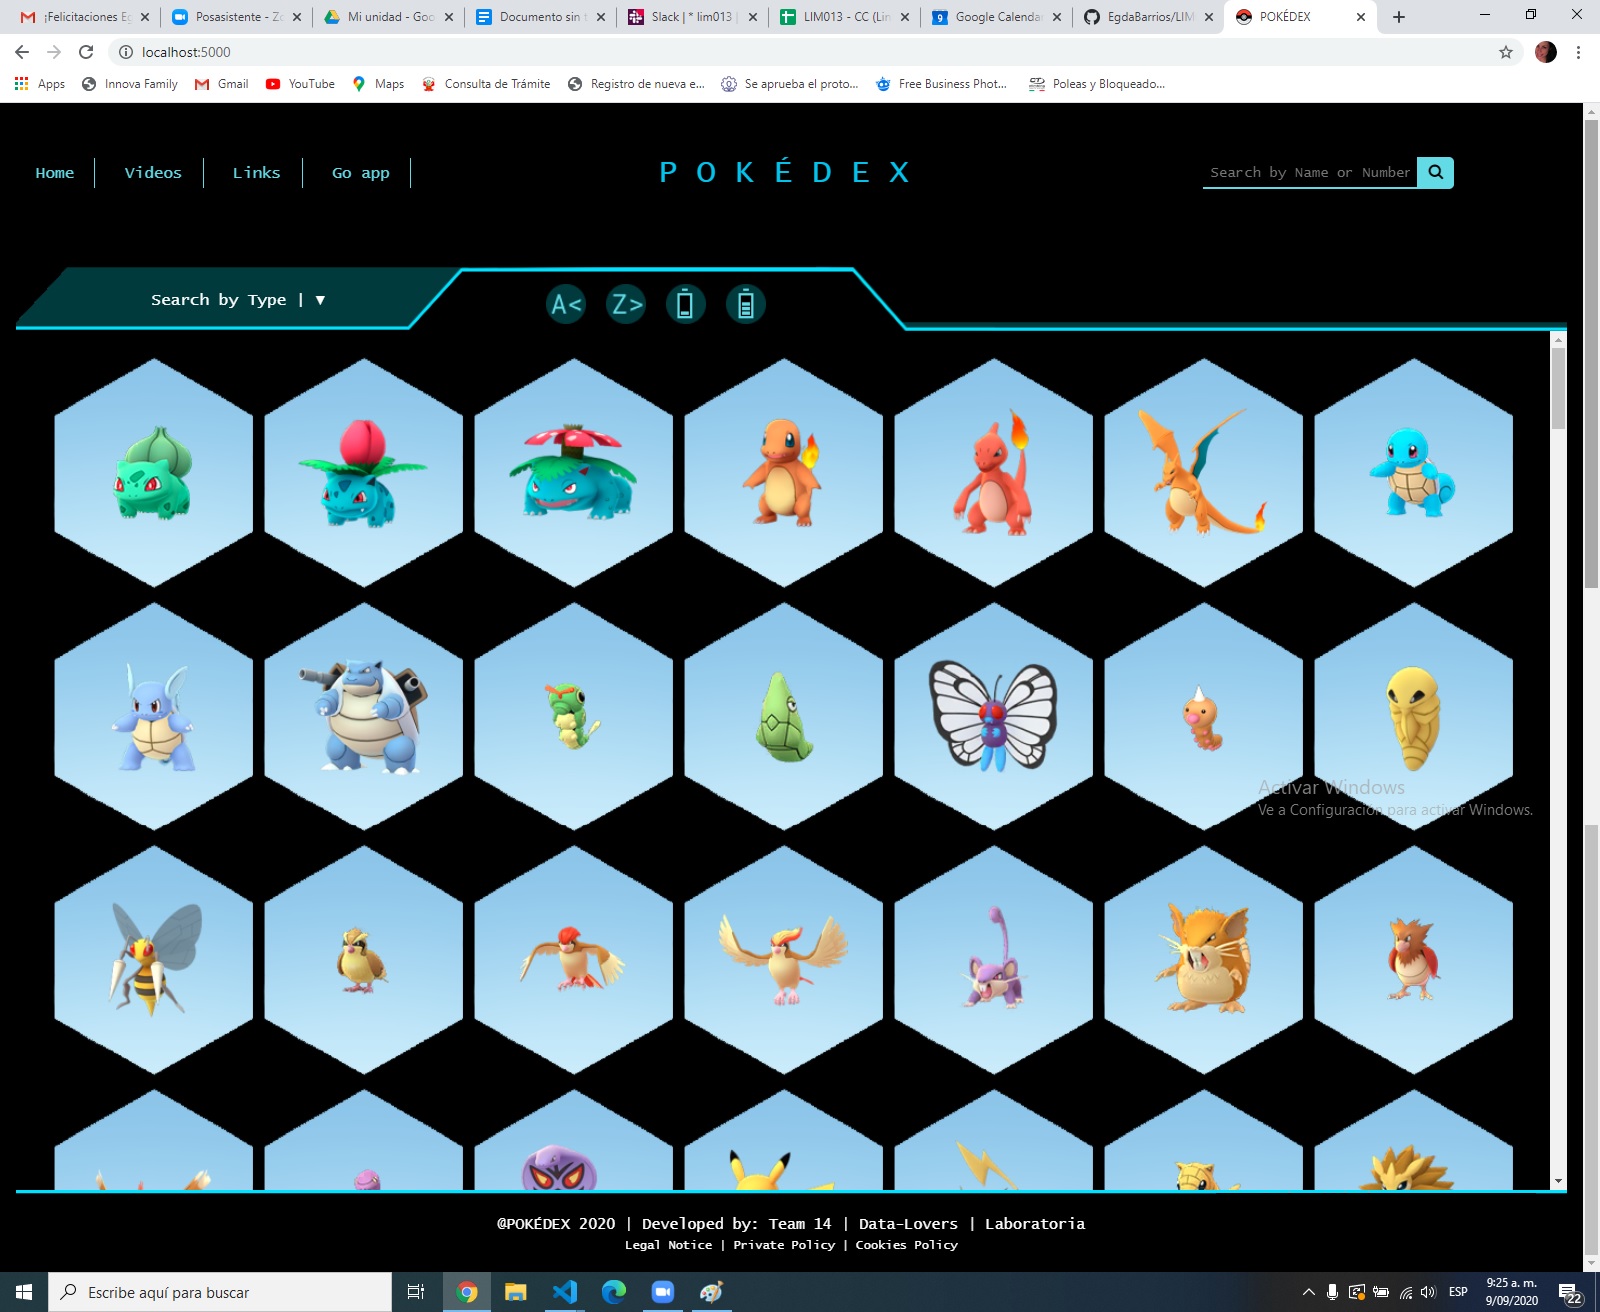 ¡Felicitaciones Eg
Posasistente - Zo
Mi unidad - Goo
Documento sin t
Slack | * lim013 |
LIM013 - CC (Lin
Google Calenda
EgdaBarrios/LIM
POKÉDEX
localhost:5000
Apps
Innova Family
Gmail
YouTube
Maps
Consulta de Trámite
Registro de nueva e...
Se aprueba el proto...
Free Business Phot...
Poleas y Bloqueado...
Home
Videos
Links
Go app
POKÉDEX
Search by Name or Number
Search by Type | ▼
A<
Z>
Activar Windows
Ve a Configuración para activar Windows.
@POKÉDEX 2020 | Developed by: Team 14 | Data-Lovers | Laboratoria
Legal Notice | Private Policy | Cookies Policy
Escribe aquí para buscar
ESP
9:25 a. m.
9/09/2020
22